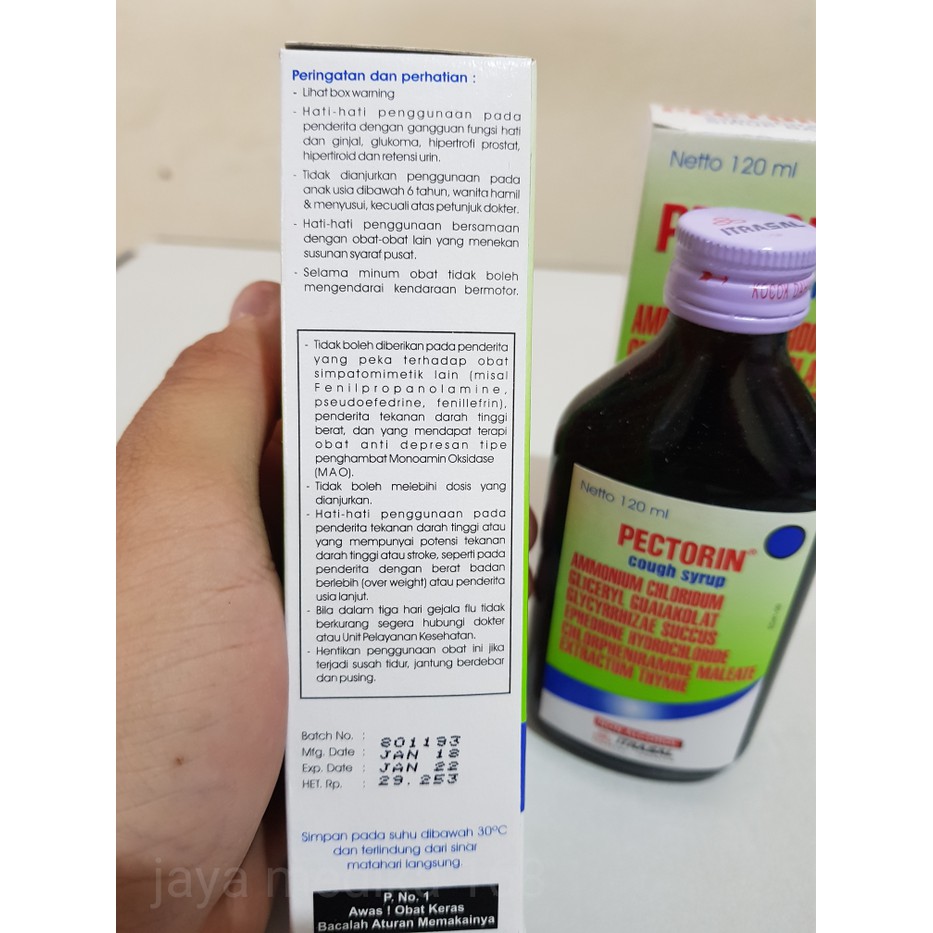 Peringatan dan perhatian :
- Lihat box warning
- Hati-hati penggunaan pada
penderita dengan gangguan fungsi hati
dan ginjal, glukoma, hipertrofi prostat,
hipertiroid dan retensi urin.
- Tidak dianjurkan penggunaan pada
anak usia dibawah 6 tahun, wanita hamil
& menyusui, kecuali atas petunjuk dokter.
- Hati-hati penggunaan bersamaan
dengan obat-obat lain yang menekan
susunan syaraf pusat.
- Selama minum obat tidak boleh
mengendarai kendaraan bermotor.
- Tidak boleh diberikan pada penderita
yang peka terhadap obat
simpatomimetik lain (misal
Fenilpropanolamine,
pseudoefedrine, fenillefrin),
penderita tekanan darah tinggi
berat, dan yang mendapat terapi
obat anti depresan tipe
penghambat Monoamin Oksidase
(MAO).
- Tidak boleh melebihi dosis yang
dianjurkan.
- Hati-hati penggunaan pada
penderita tekanan darah tinggi atau
yang mempunyai potensi tekanan
darah tinggi atau stroke, seperti pada
penderita dengan berat badan
berlebih (over weight) atau penderita
usia lanjut.
- Bila dalam tiga hari gejala flu tidak
berkurang segera hubungi dokter
atau Unit Pelayanan Kesehatan.
- Hentikan penggunaan obat ini jika
terjadi susah tidur, jantung berdebar
dan pusing.
Batch No. : 801193
Mfg. Date : JAN 18
Exp. Date : JAN 22
HET. Rp. : 29.253
Simpan pada suhu dibawah 30°C
dan terlindung dari sinar
matahari langsung.
P. No. 1
Awas ! Obat Keras
Bacalah Aturan Memakainya
Netto 120 ml
ITRASAL
KOCOK
Netto 120 ml
PECTORIN®
cough syrup
AMMONIUM CHLORIDUM
GLICERYL GUAIAKOLAT
GLYCYRRHIZAE SUCCUS
EPHEDRINE HYDROCHLORIDE
CHLORPHENIRAMINE MALEATE
EXTRACTUM THYMIE
ITRASAL
jaya